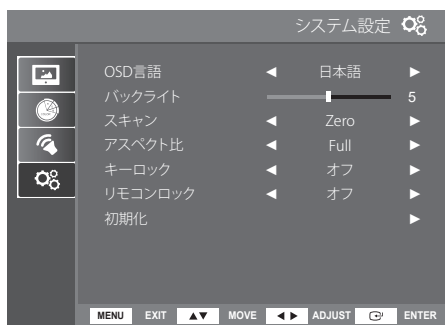 システム設定
OSD言語 ◀ 日本語 ▶
バックライト 5
スキャン ◀ Zero ▶
アスペクト比 ◀ Full ▶
キーロック ◀ オフ ▶
リモコンロック ◀ オフ ▶
初期化 ▶
MENU EXIT ▲▼ MOVE ◀▶ ADJUST ENTER